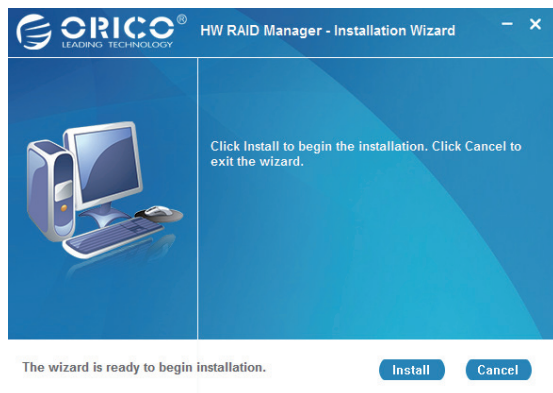 ORICO®
LEADING TECHNOLOGY
HW RAID Manager - Installation Wizard
Click Install to begin the installation. Click Cancel to
exit the wizard.
The wizard is ready to begin installation.
Install
Cancel